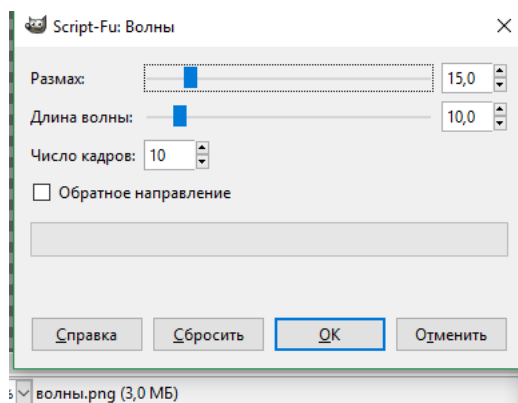 Script-Fu: Волны
Размах: 15,0
Длина волны: 10,0
Число кадров: 10
Обратное направление
Справка Сбросить OK Отменить
волны.png (3,0 МБ)